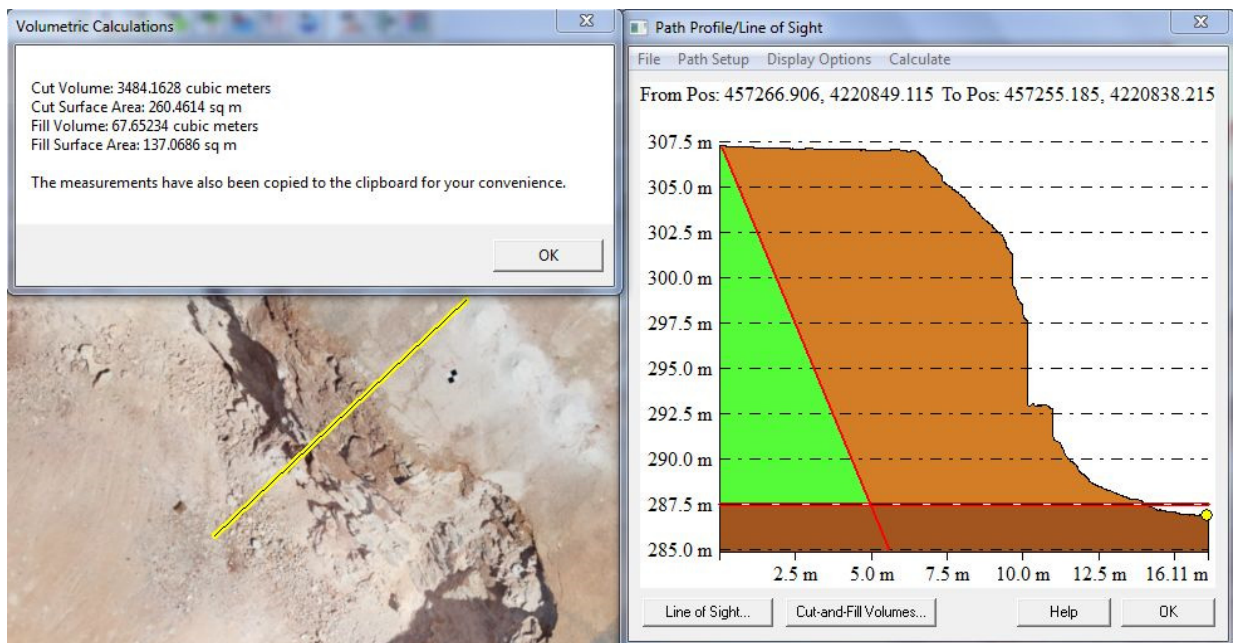 Volumetric Calculations
Cut Volume: 3484.1628 cubic meters
Cut Surface Area: 260.4614 sq m
Fill Volume: 67.65234 cubic meters
Fill Surface Area: 137.0686 sq m
The measurements have also been copied to the clipboard for your convenience.
OK
Path Profile/Line of Sight
File Path Setup Display Options Calculate
From Pos: 457266.906, 4220849.115 To Pos: 457255.185, 4220838.215
307.5 m
305.0 m
302.5 m
300.0 m
297.5 m
295.0 m
292.5 m
290.0 m
287.5 m
285.0 m
2.5 m 5.0 m 7.5 m 10.0 m 12.5 m 16.11 m
Line of Sight... Cut-and-Fill Volumes... Help OK